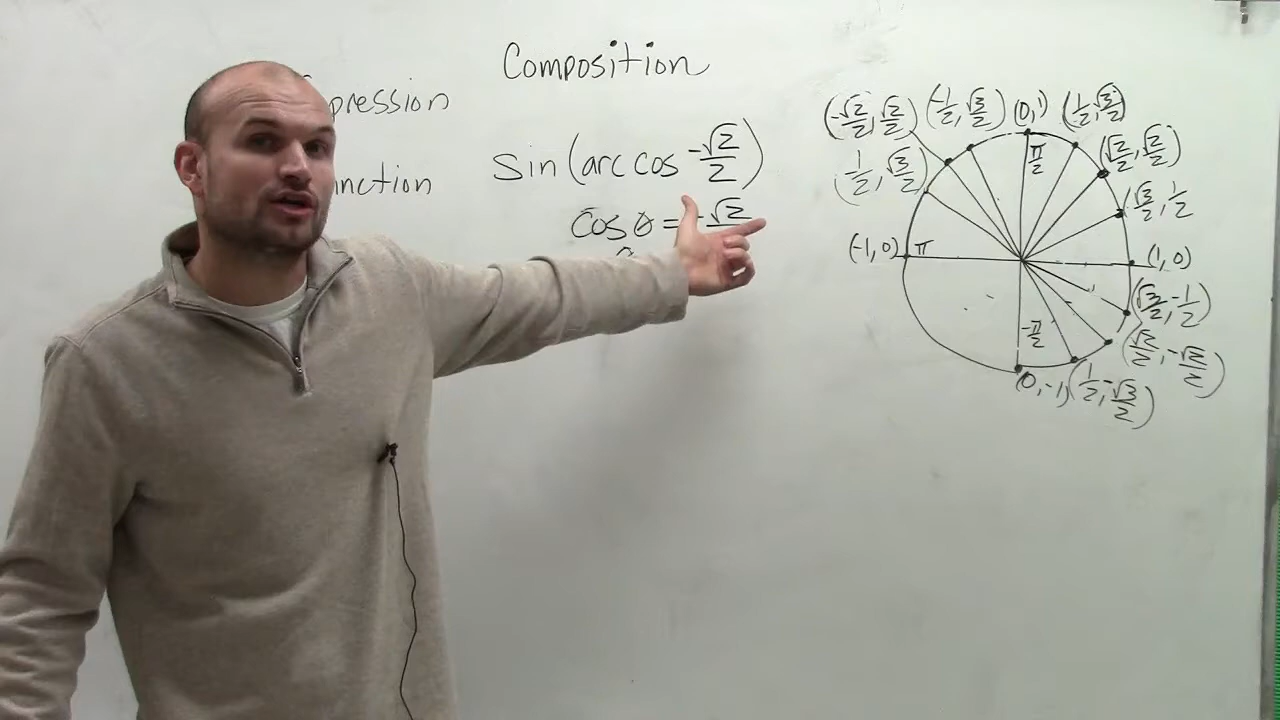 Composition
pression
nction
sin(arc cos -√2/2)
cos θ = -√2
(-√2/2, √2/2) (-1/2, √3/2) (0, 1) (1/2, √3/2)
(1/2, √3/2) π/2 (√2/2, √2/2)
√3/2, 1/2
(-1, 0) π (1, 0)
(√3/2, -1/2)
-π/2 (√2/2, -√2/2)
(0, -1) (1/2, -√3/2)